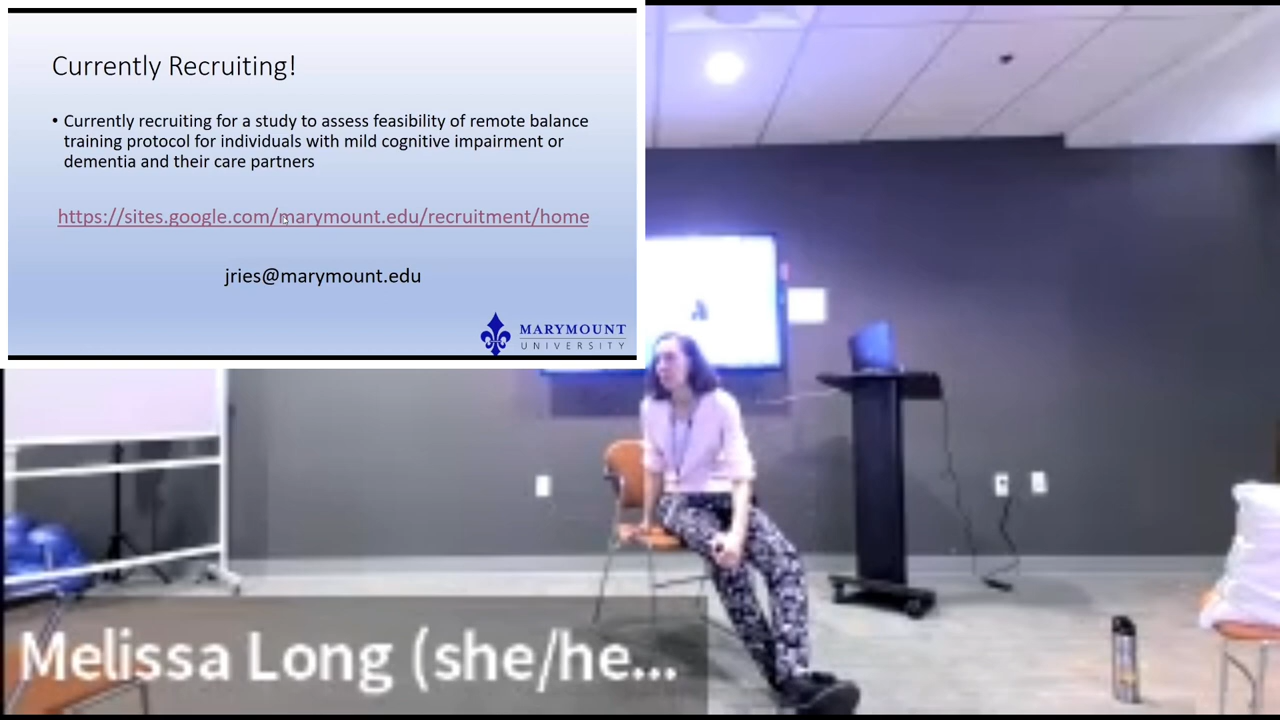 Currently Recruiting!
• Currently recruiting for a study to assess feasibility of remote balance
training protocol for individuals with mild cognitive impairment or
dementia and their care partners
https://sites.google.com/marymount.edu/recruitment/home
jries@marymount.edu
MARYMOUNT
UNIVERSITY
Melissa Long (she/he...